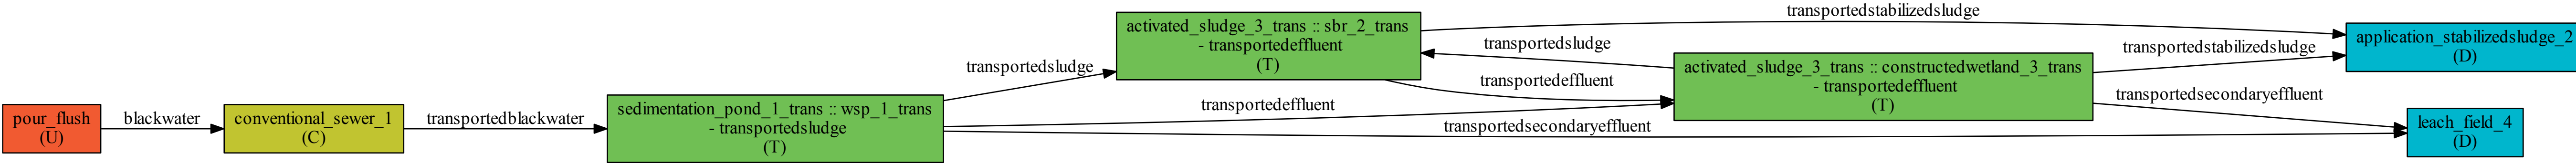 pour_flush
(U)
blackwater
conventional_sewer_1
(C)
transportedblackwater
sedimentation_pond_1_trans :: wsp_1_trans
- transportedsludge
(T)
transportedsludge
transportedeffluent
transportedsecondaryeffluent
activated_sludge_3_trans :: sbr_2_trans
- transportedeffluent
(T)
transportedstabilizedsludge
transportedsludge
transportedeffluent
activated_sludge_3_trans :: constructedwetland_3_trans
- transportedeffluent
(T)
transportedstabilizedsludge
transportedsecondaryeffluent
application_stabilizedsludge_2
(D)
leach_field_4
(D)